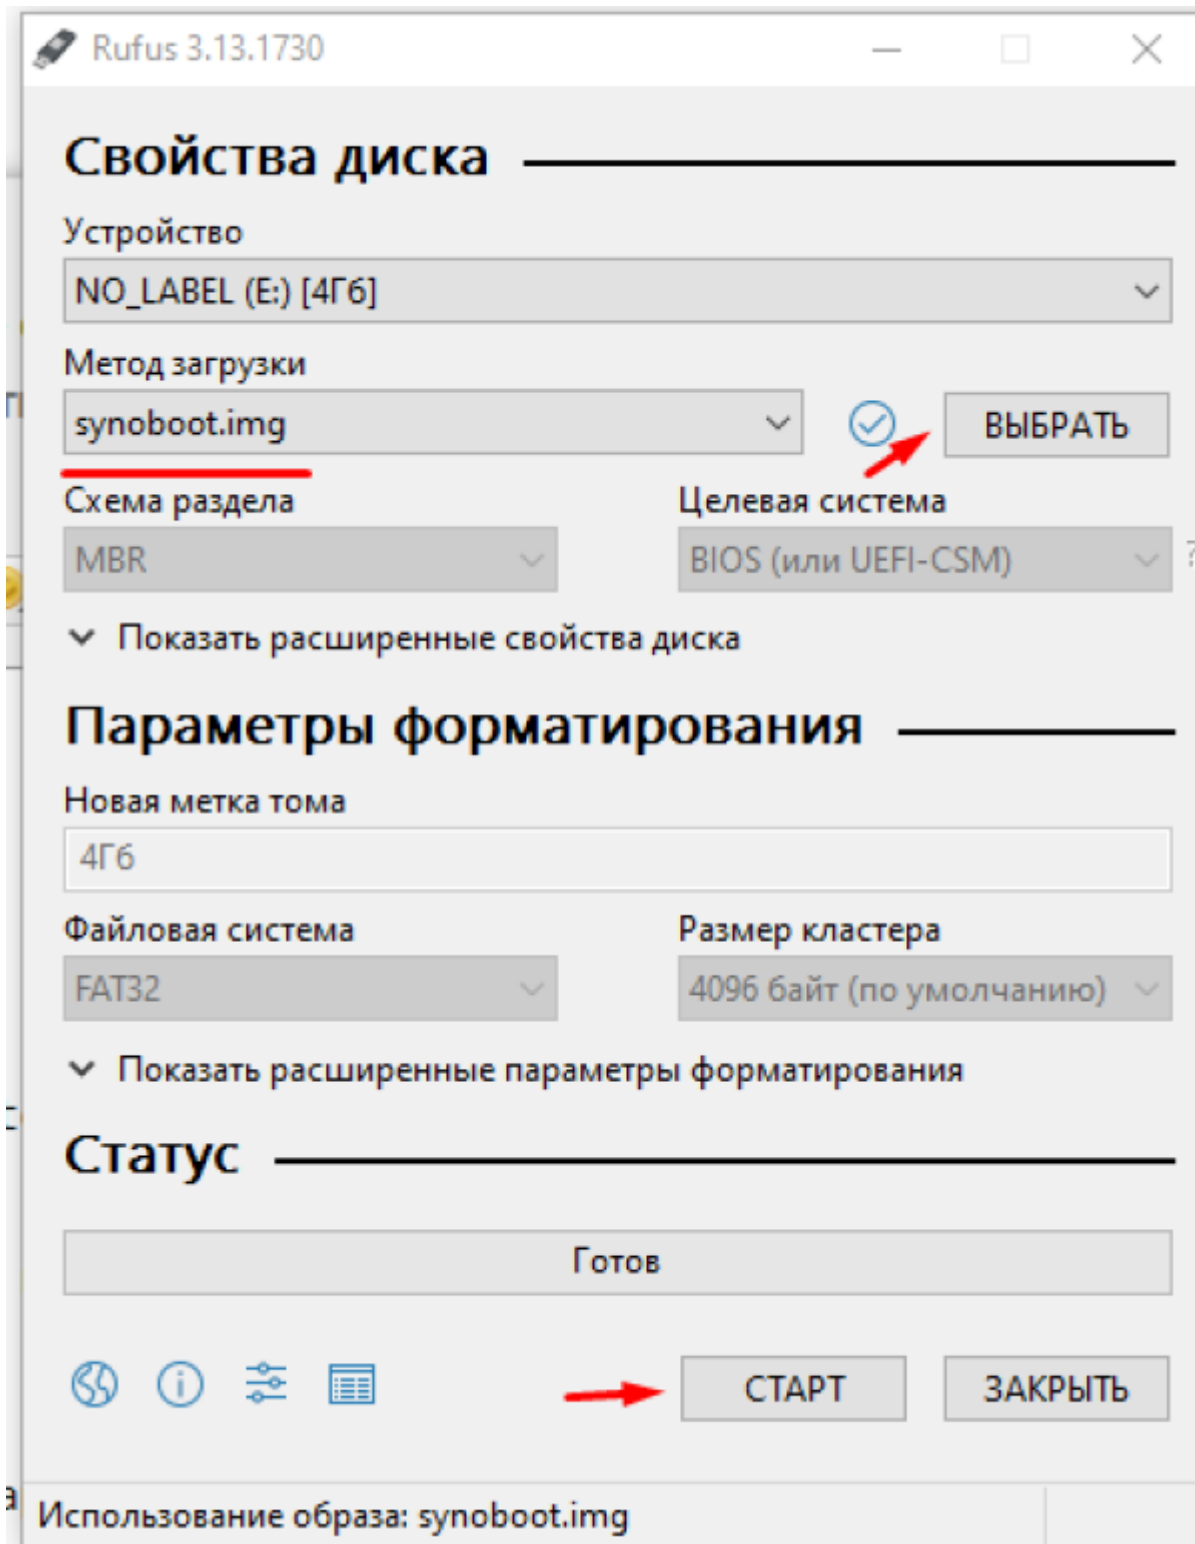 Rufus 3.13.1730
Свойства диска
Устройство
NO_LABEL (E:) [4Гб]
Метод загрузки
synoboot.img
ВЫБРАТЬ
Схема раздела
Целевая система
MBR
BIOS (или UEFI-CSM)
?
Показать расширенные свойства диска
Параметры форматирования
Новая метка тома
4Гб
Файловая система
Размер кластера
FAT32
4096 байт (по умолчанию)
Показать расширенные параметры форматирования
Статус
Готов
СТАРТ
ЗАКРЫТЬ
Использование образа: synoboot.img